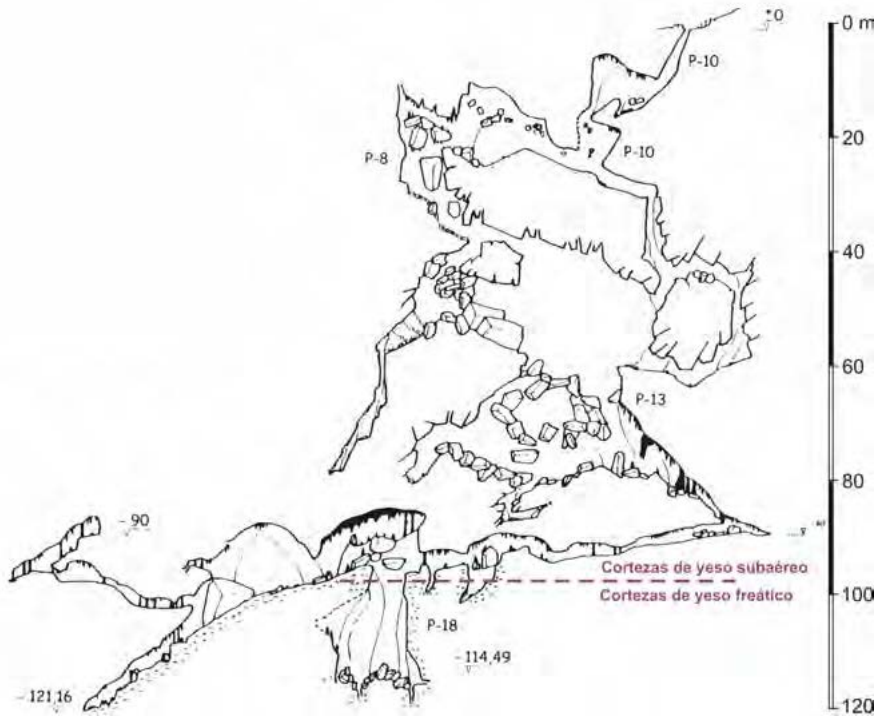 ±0
0 m
P-10
P-8
P-10
20
40
60
P-13
80
- 90
Cortezas de yeso subaéreo
Cortezas de yeso freático
100
P-18
- 114,49
- 121,16
120